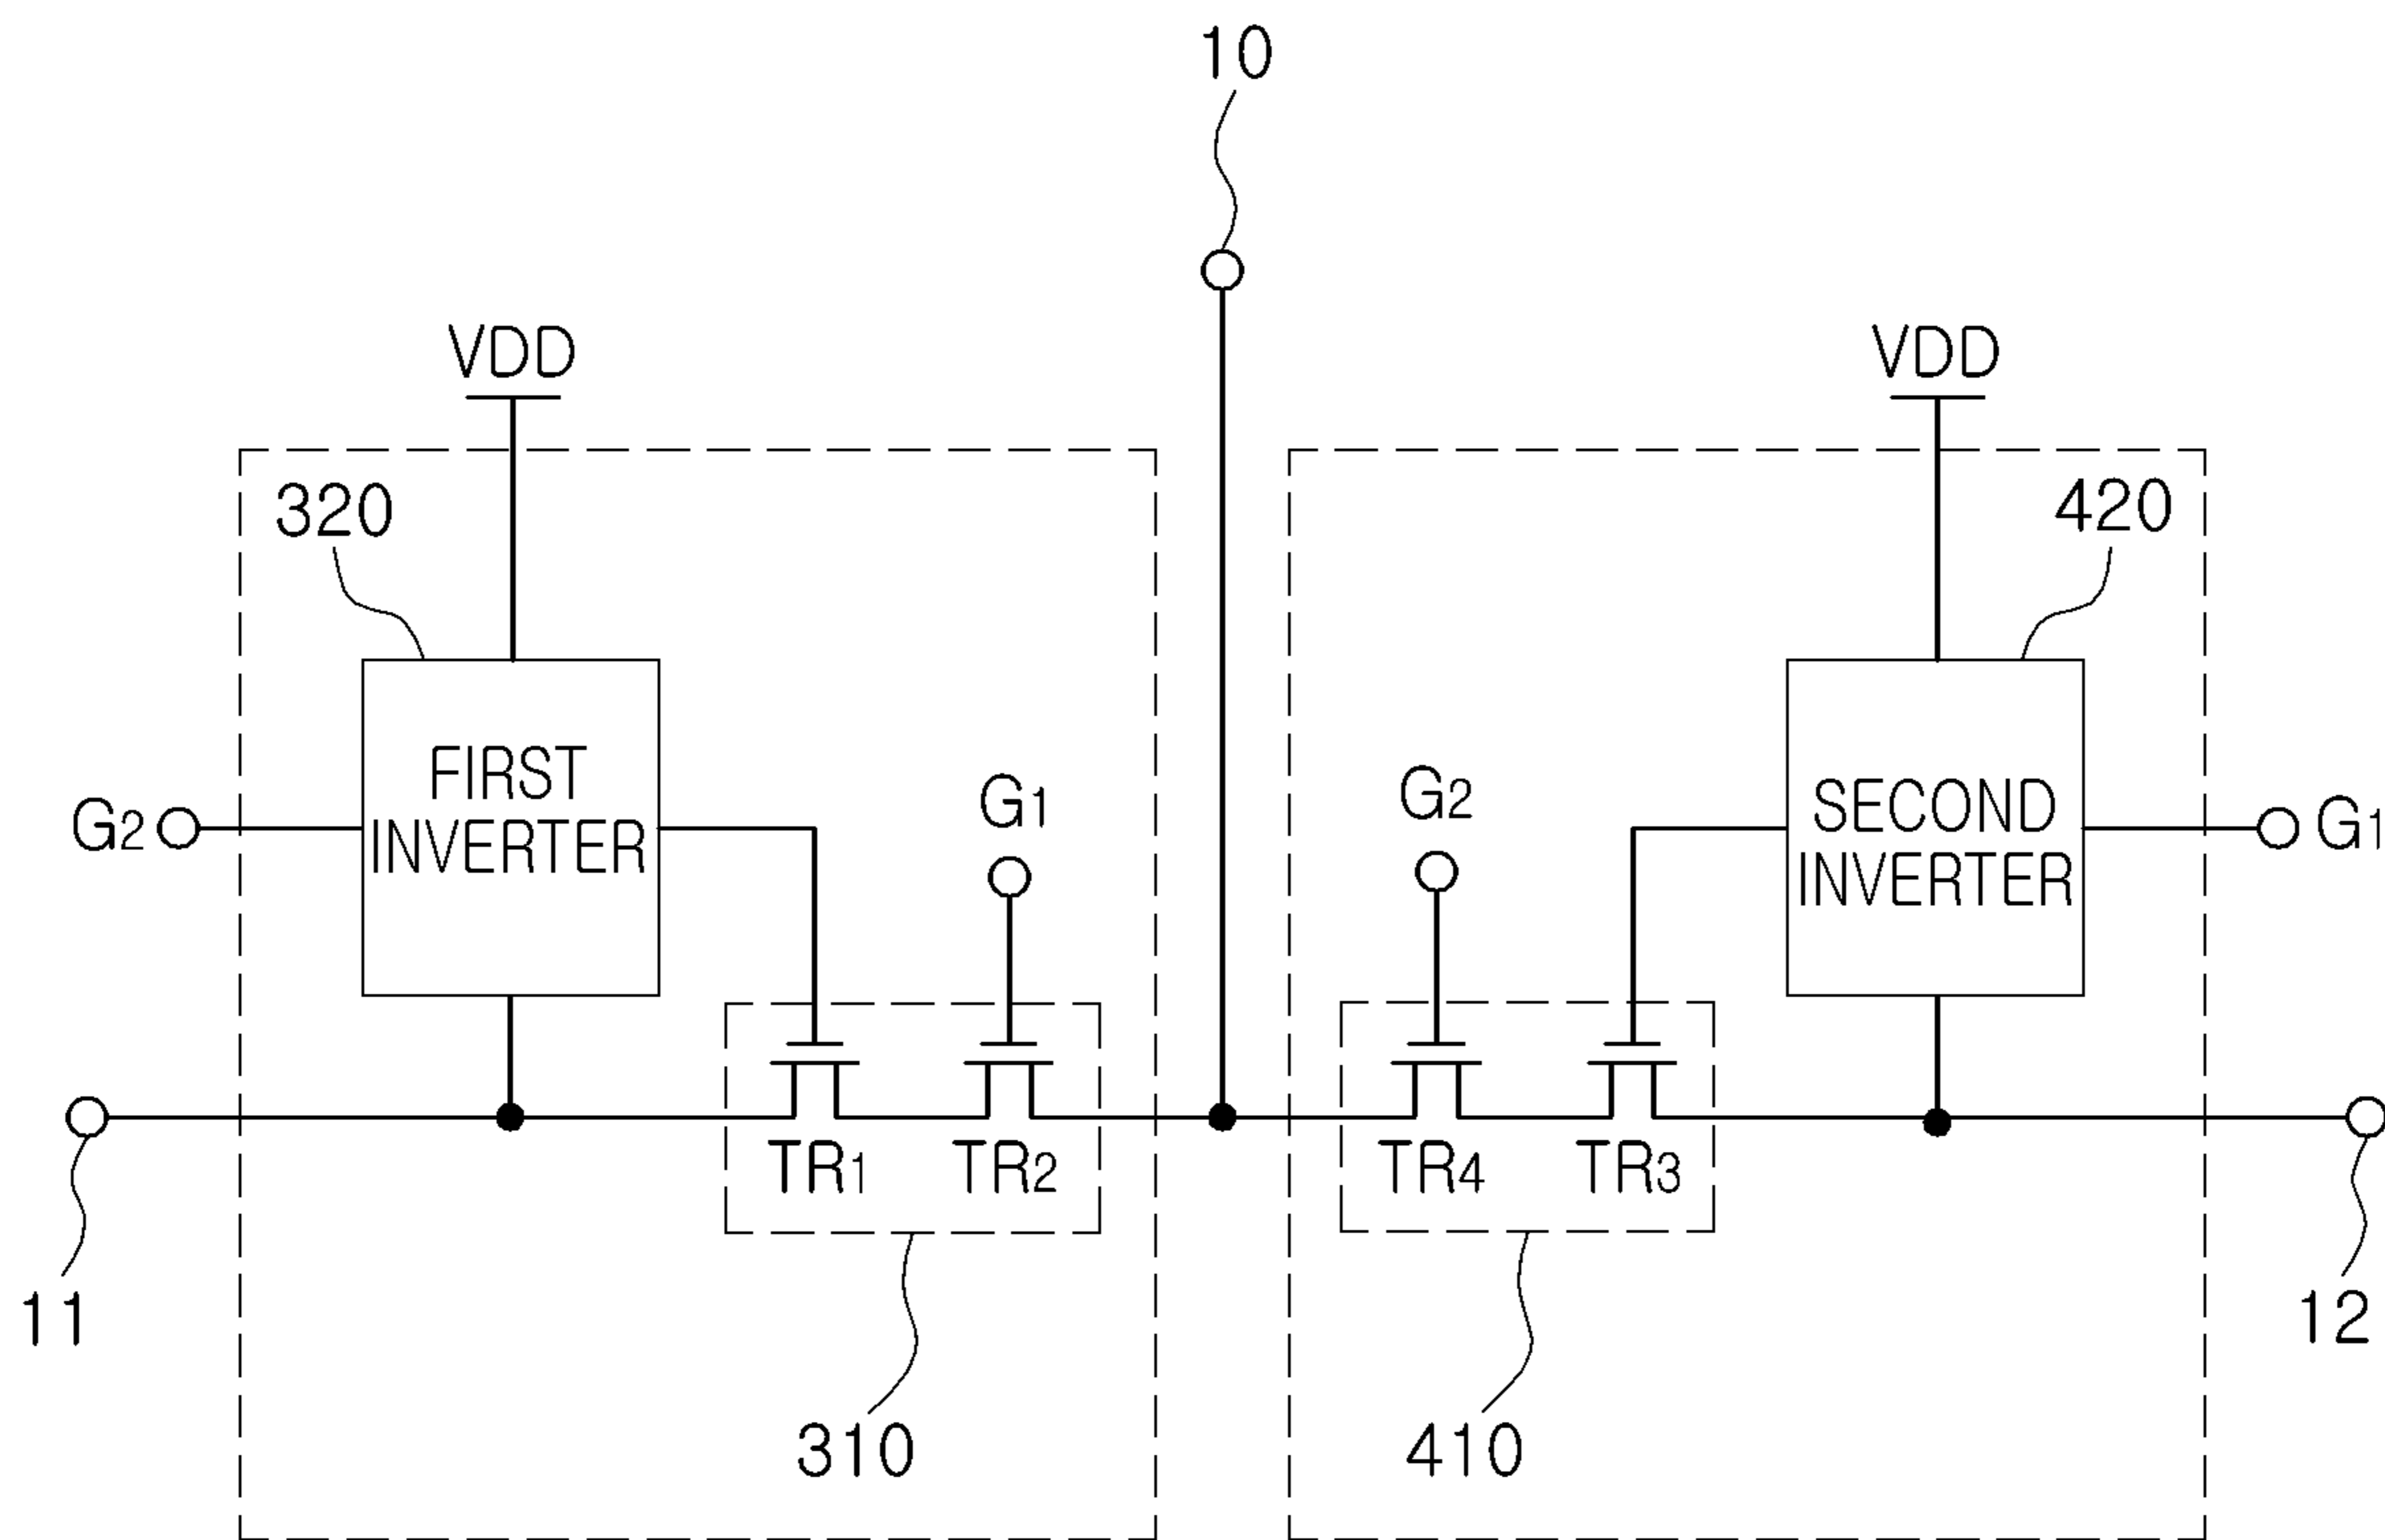 10
VDD
VDD
320
420
FIRST
INVERTER
SECOND
INVERTER
G2
G1
G2
G1
TR1
TR2
TR4
TR3
11
12
310
410